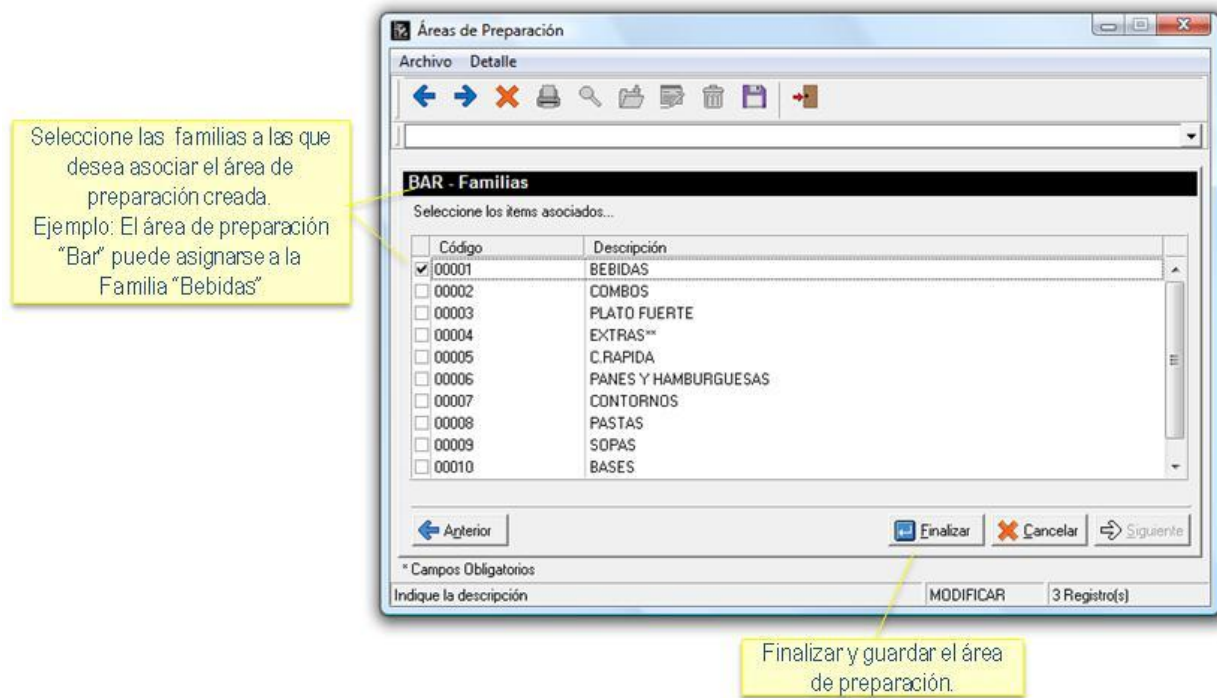 Áreas de Preparación
Archivo Detalle
Seleccione las familias a las que
desea asociar el área de
preparación creada.
Ejemplo: El área de preparación
“Bar” puede asignarse a la
Familia “Bebidas”
BAR - Familias
Seleccione los ítems asociados...
Código Descripción
00001 BEBIDAS
00002 COMBOS
00003 PLATO FUERTE
00004 EXTRAS**
00005 C.RAPIDA
00006 PANES Y HAMBURGUESAS
00007 CONTORNOS
00008 PASTAS
00009 SOPAS
00010 BASES
Anterior Finalizar Cancelar Siguiente
* Campos Obligatorios
Indique la descripción MODIFICAR 3 Registro(s)
Finalizar y guardar el área
de preparación.